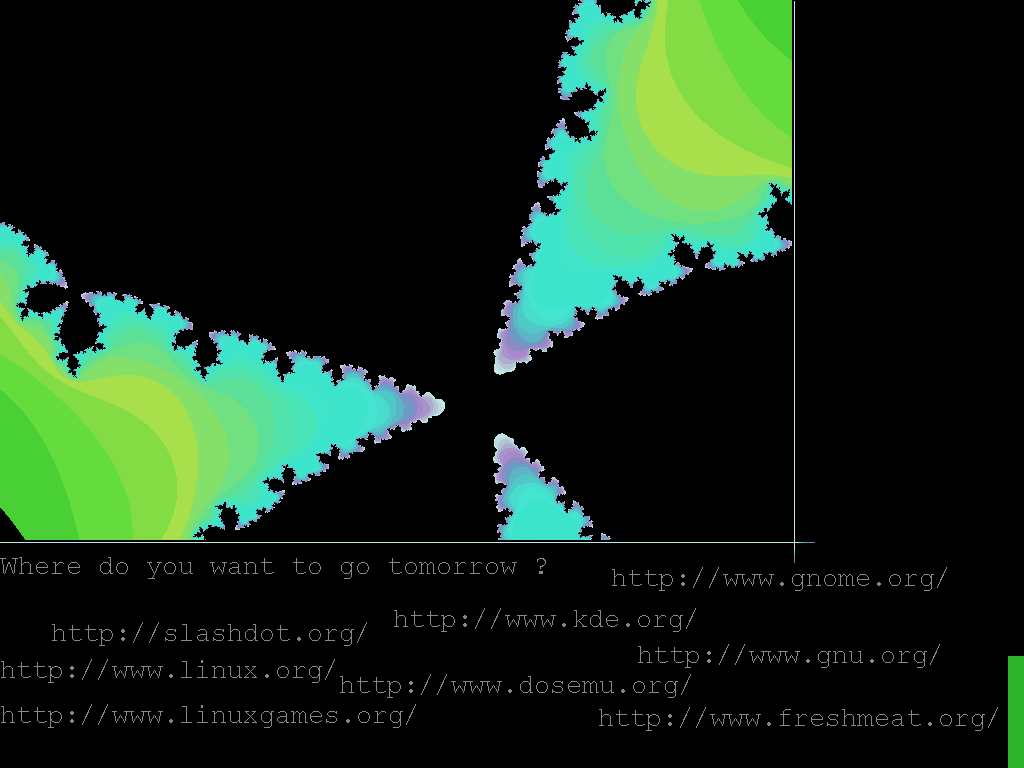 Where do you want to go tomorrow ?
http://www.gnome.org/
http://www.kde.org/
http://slashdot.org/
http://www.gnu.org/
http://www.linux.org/
http://www.dosemu.org/
http://www.linuxgames.org/
http://www.freshmeat.org/